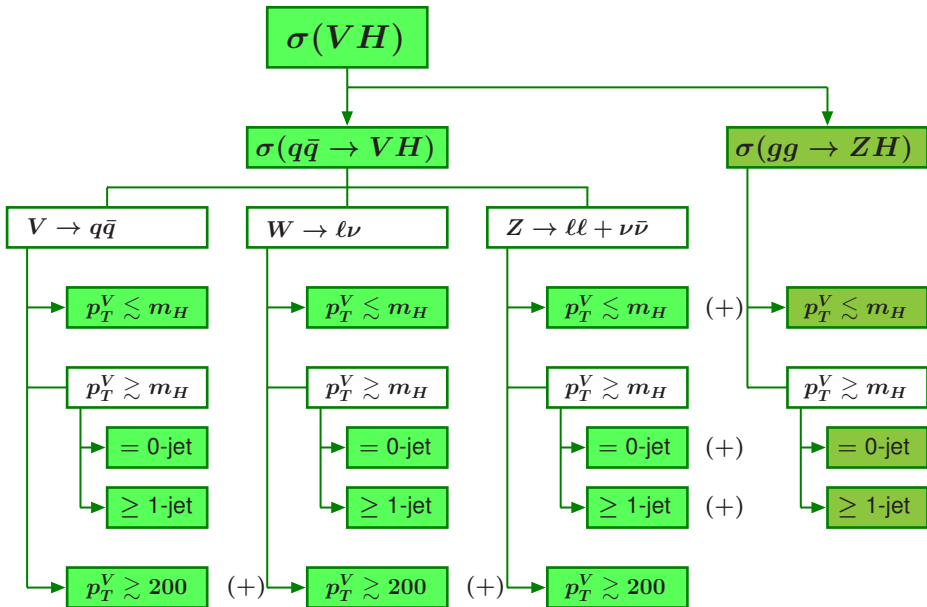 σ(VH)
σ(qq̄ → VH) σ(gg → ZH)
V → qq̄ W → ℓν Z → ℓℓ + νν̄
p_T^V ≲ m_H p_T^V ≲ m_H p_T^V ≲ m_H (+) p_T^V ≲ m_H
p_T^V ≳ m_H p_T^V ≳ m_H p_T^V ≳ m_H p_T^V ≳ m_H
= 0-jet = 0-jet = 0-jet (+) = 0-jet
≥ 1-jet ≥ 1-jet ≥ 1-jet (+) ≥ 1-jet
p_T^V ≳ 200 (+) p_T^V ≳ 200 (+) p_T^V ≳ 200